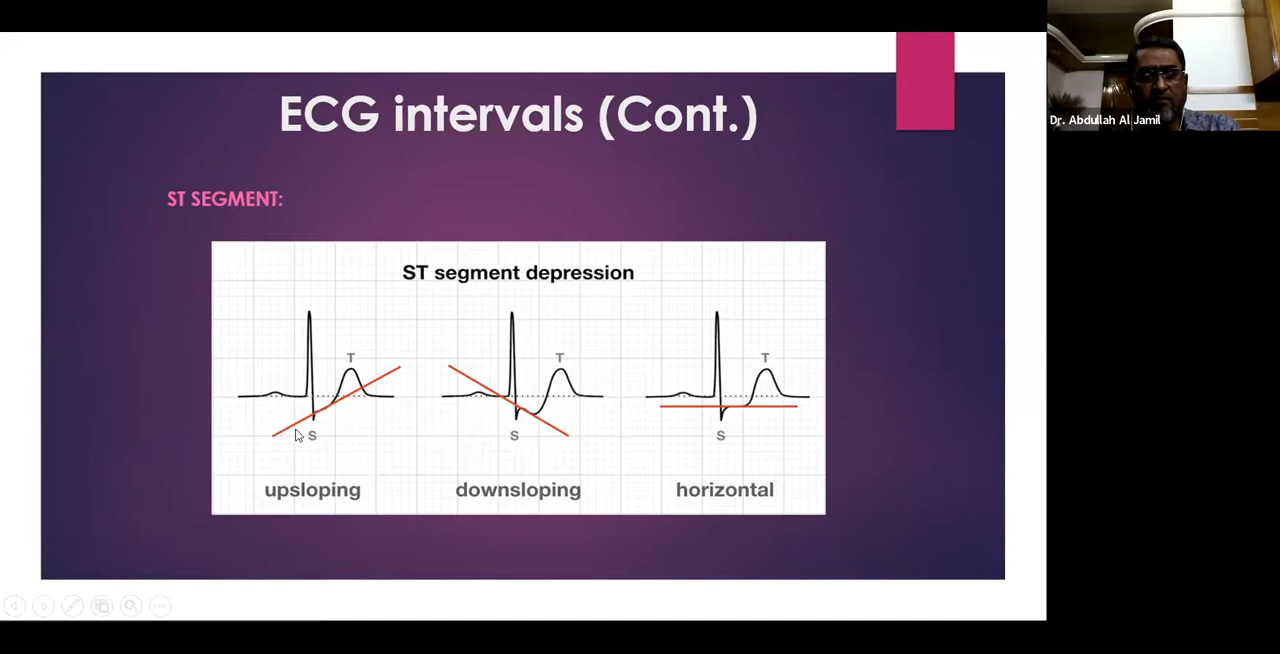 ECG intervals (Cont.)
Dr. Abdullah Al Jamil
ST SEGMENT:
ST segment depression
T T T
S S S
upsloping downsloping horizontal